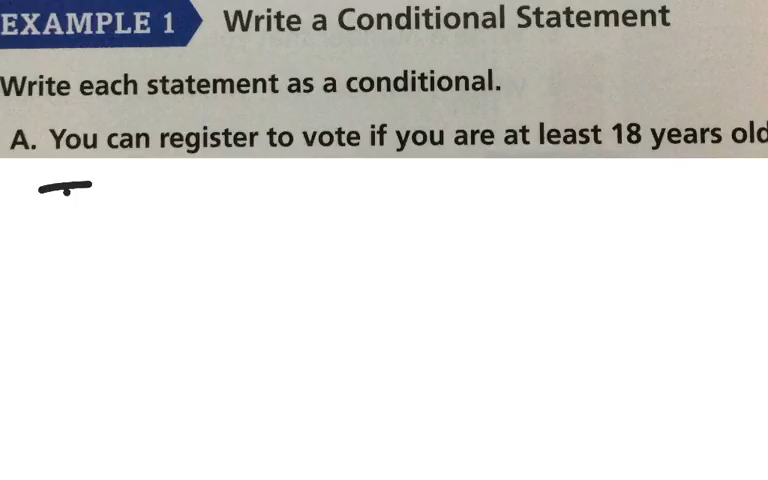 EXAMPLE 1 Write a Conditional Statement
Write each statement as a conditional.
A. You can register to vote if you are at least 18 years old